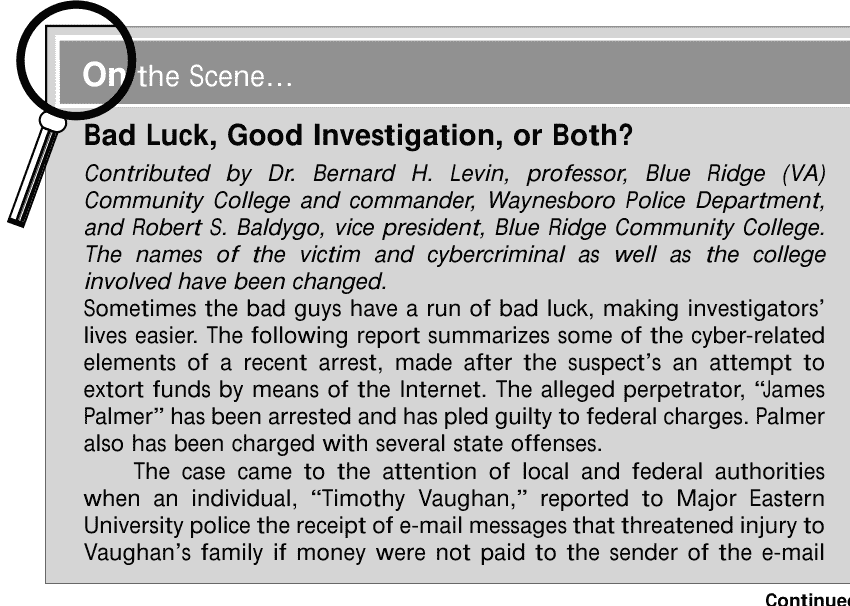 On the Scene...
Bad Luck, Good Investigation, or Both?
Contributed by Dr. Bernard H. Levin, professor, Blue Ridge (VA)
Community College and commander, Waynesboro Police Department,
and Robert S. Baldygo, vice president, Blue Ridge Community College.
The names of the victim and cybercriminal as well as the college
involved have been changed.
Sometimes the bad guys have a run of bad luck, making investigators'
lives easier. The following report summarizes some of the cyber-related
elements of a recent arrest, made after the suspect's an attempt to
extort funds by means of the Internet. The alleged perpetrator, “James
Palmer” has been arrested and has pled guilty to federal charges. Palmer
also has been charged with several state offenses.
The case came to the attention of local and federal authorities
when an individual, “Timothy Vaughan,” reported to Major Eastern
University police the receipt of e-mail messages that threatened injury to
Vaughan's family if money were not paid to the sender of the e-mail
Continued